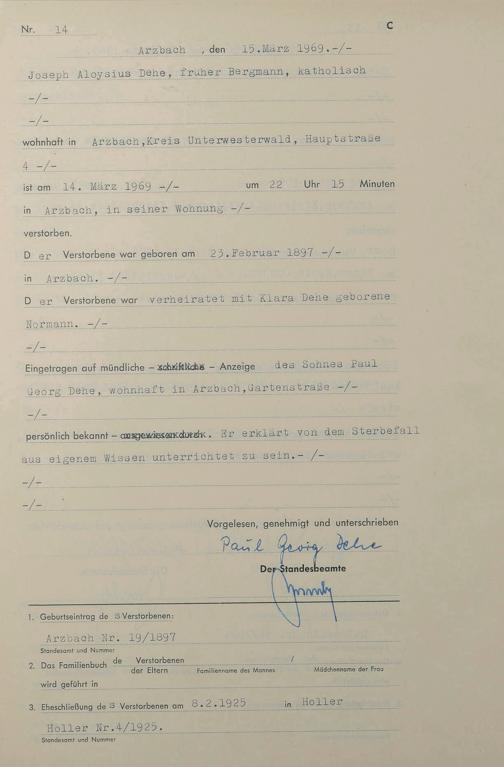 Nr. 14 C
Arzbach , den 15.März 1969.-/-
Joseph Aloysius Dehe, früher Bergmann, katholisch
-/-
-/-
wohnhaft in Arzbach,Kreis Unterwesterwald, Hauptstraße
4 -/-
ist am 14. März 1969 -/- um 22 Uhr 15 Minuten
in Arzbach, in seiner Wohnung -/-
verstorben.
D er Verstorbene war geboren am 23.Februar 1897 -/-
in Arzbach. -/-
D er Verstorbene war verheiratet mit Klara Dehe geborene
Normann. -/-
-/-
Eingetragen auf mündliche – schriftliche – Anzeige des Sohnes Paul
Georg Dehe, wohnhaft in Arzbach,Gartenstraße -/-
-/-
persönlich bekannt – ausgewiesen durch. Er erklärt von dem Sterbefall
aus eigenem Wissen unterrichtet zu sein.- /-
-/-
-/-
Vorgelesen, genehmigt und unterschrieben
Paul Georg Dehe
Der Standesbeamte
1. Geburtseintrag de s Verstorbenen:
Arzbach Nr. 19/1897
Standesamt und Nummer
2. Das Familienbuch de Verstorbenen /
der Eltern Familienname des Mannes Mädchenname der Frau
wird geführt in
3. Eheschließung de s Verstorbenen am 8.2.1925 in Holler
Holler Nr.4/1925.
Standesamt und Nummer